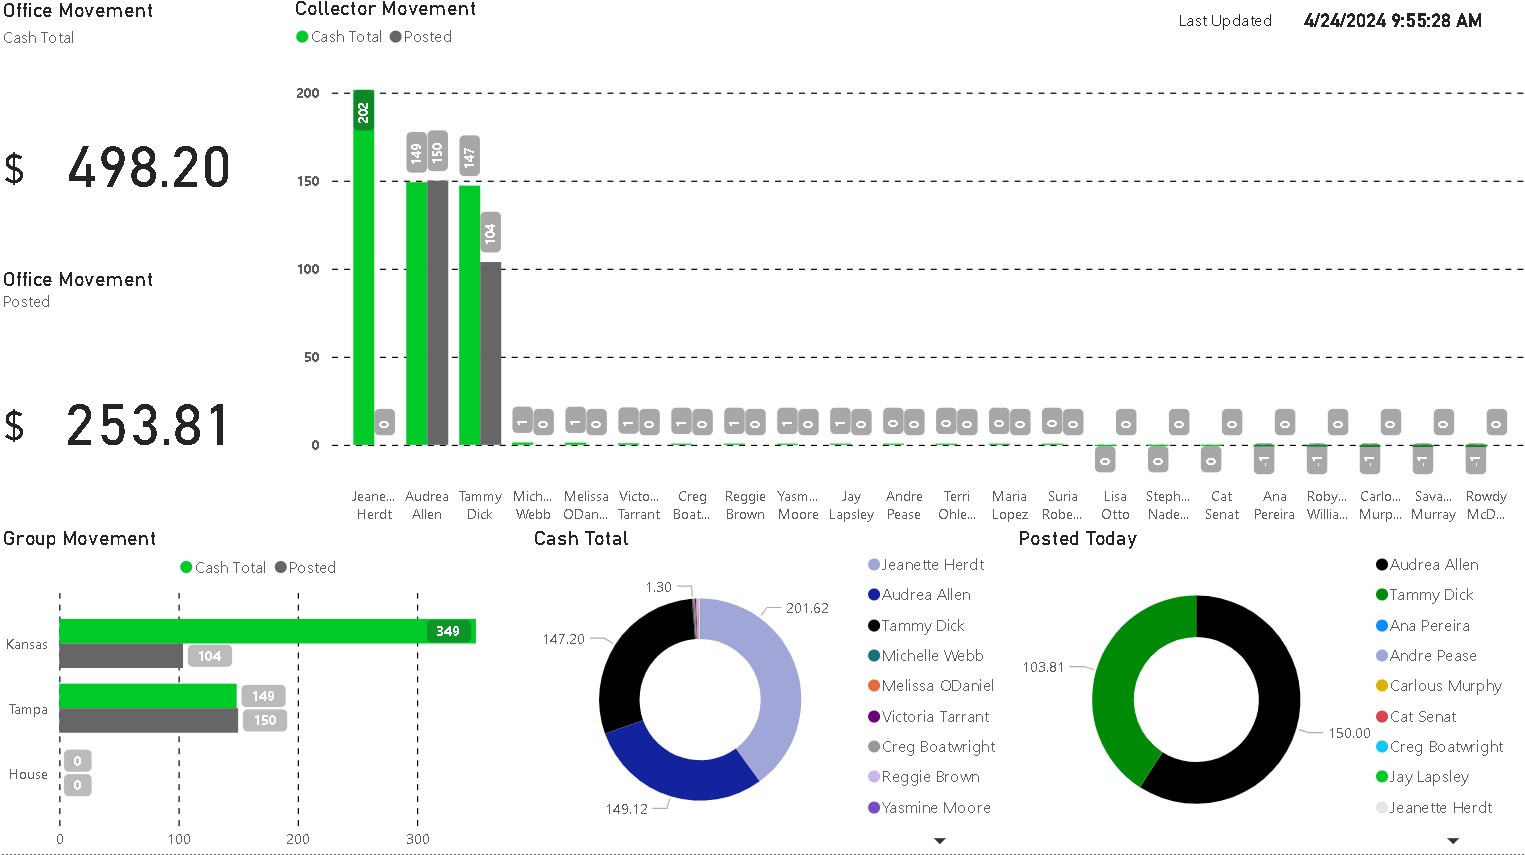 Office Movement
Cash Total
$ 498.20
Office Movement
Posted
$ 253.81
Collector Movement
Cash Total Posted
Last Updated 4/24/2024 9:55:28 AM
200
150
100
50
0
202 0
149 150
147 104
1 0
1 0
1 0
1 0
1 0
1 0
1 0
0 0
0 0
0 0
0 0
0 0
0 0
0 0
-1 0
-1 0
-1 0
-1 0
-1 0
Jeane... Herdt
Audrea Allen
Tammy Dick
Mich... Webb
Melissa ODan...
Victo... Tarrant
Creg Boat...
Reggie Brown
Yasm... Moore
Jay Lapsley
Andre Pease
Terri Ohle...
Maria Lopez
Suria Robe...
Lisa Otto
Steph... Nade...
Cat Senat
Ana Pereira
Roby... Willia...
Carlo... Murp...
Sava... Murray
Rowdy McD...
Group Movement
Cash Total Posted
Kansas 349
104
Tampa 149
150
House 0
0
0 100 200 300
Cash Total
1.30
201.62
147.20
149.12
Jeanette Herdt
Audrea Allen
Tammy Dick
Michelle Webb
Melissa ODaniel
Victoria Tarrant
Creg Boatwright
Reggie Brown
Yasmine Moore
Posted Today
103.81
150.00
Audrea Allen
Tammy Dick
Ana Pereira
Andre Pease
Carlous Murphy
Cat Senat
Creg Boatwright
Jay Lapsley
Jeanette Herdt